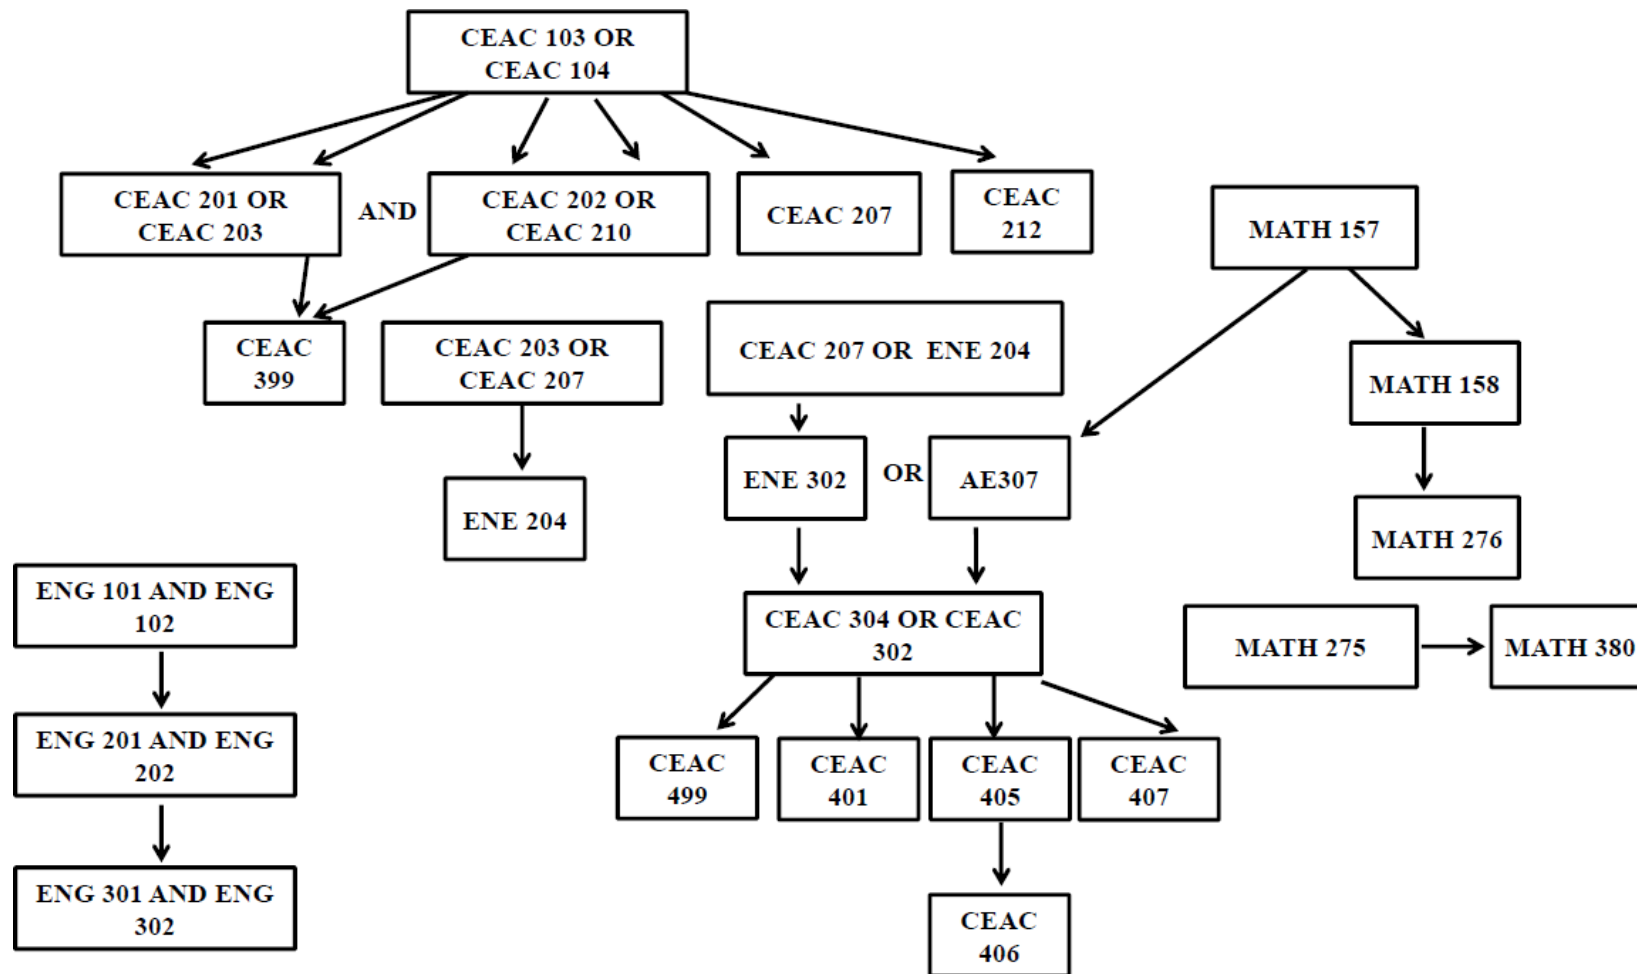 CEAC 103 OR
CEAC 104
CEAC 201 OR
CEAC 203
AND
CEAC 202 OR
CEAC 210
CEAC 207
CEAC
212
MATH 157
CEAC
399
CEAC 203 OR
CEAC 207
CEAC 207 OR ENE 204
MATH 158
ENE 302
OR
AE307
ENE 204
MATH 276
ENG 101 AND ENG
102
CEAC 304 OR CEAC
302
MATH 275
MATH 380
ENG 201 AND ENG
202
CEAC
499
CEAC
401
CEAC
405
CEAC
407
ENG 301 AND ENG
302
CEAC
406